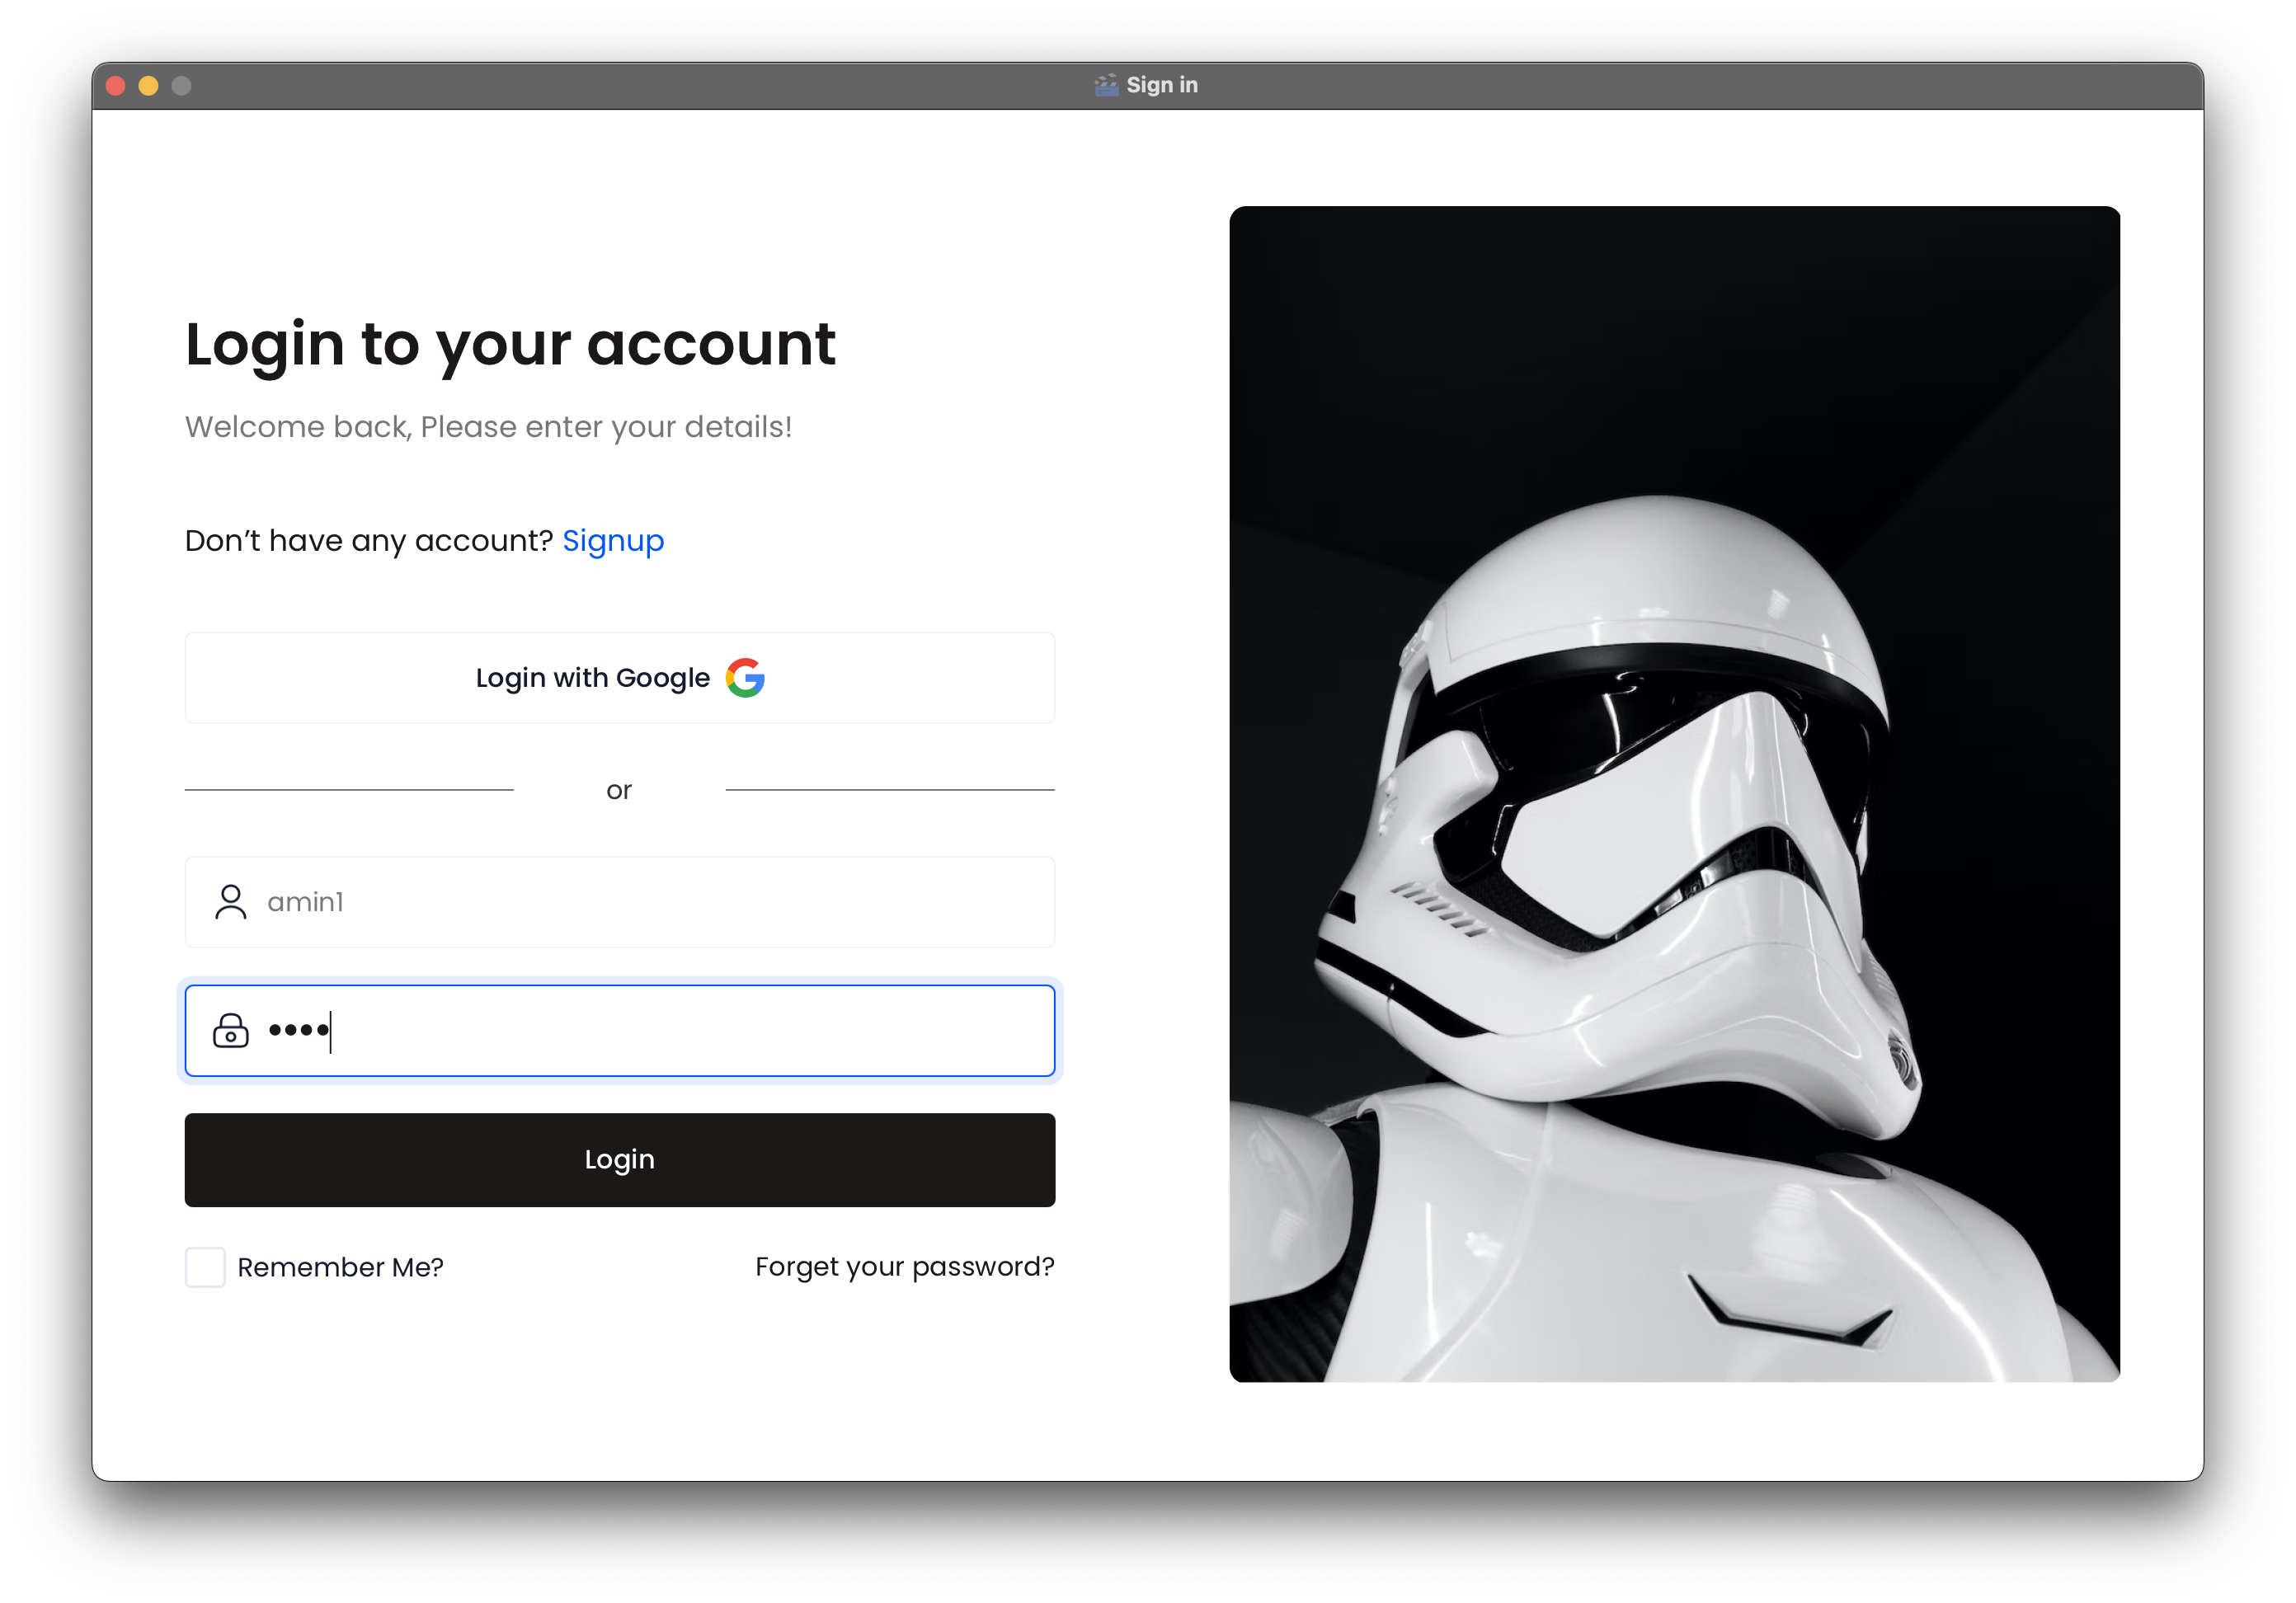 Sign in
Login to your account
Welcome back, Please enter your details!
Don’t have any account? Signup
Login with Google
or
amin1
••••
Login
Remember Me?
Forget your password?